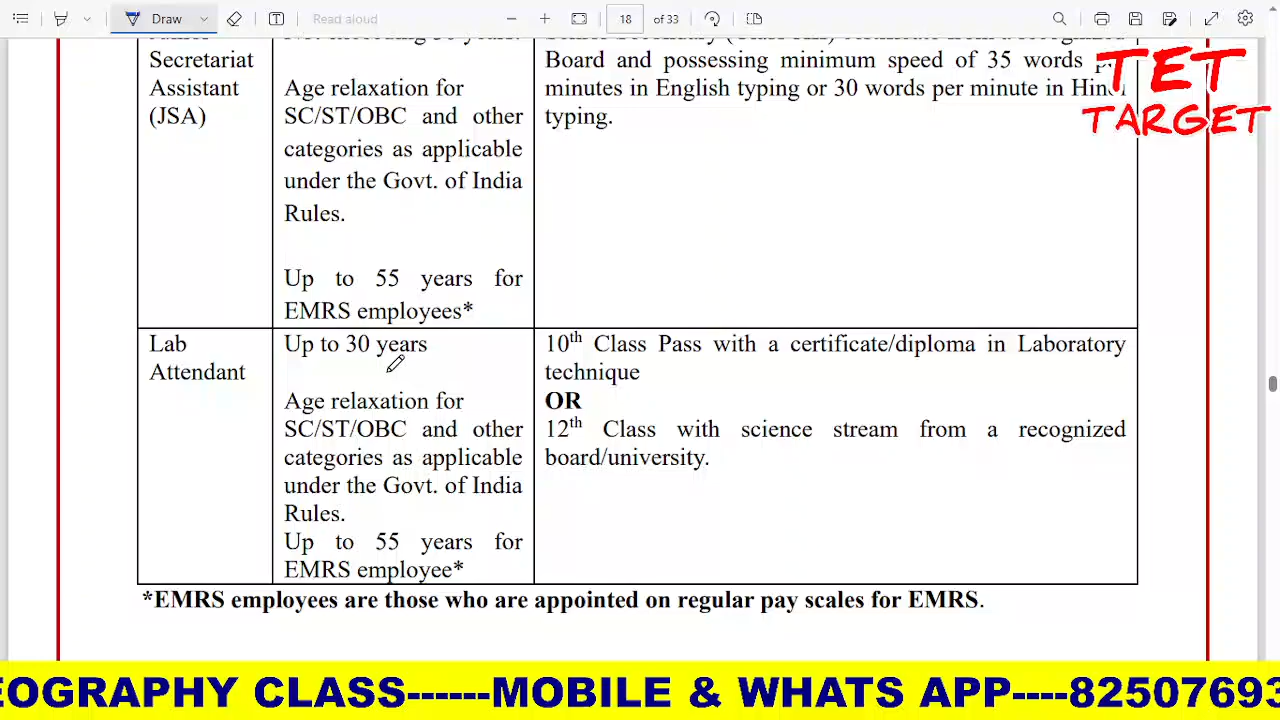 Draw
Read aloud
18 of 33
Secretariat
Assistant
(JSA)
Age relaxation for
SC/ST/OBC and other
categories as applicable
under the Govt. of India
Rules.
Up to 55 years for
EMRS employees*
Board and possessing minimum speed of 35 words
minutes in English typing or 30 words per minute in Hindi
typing.
TET
TARGET
Lab
Attendant
Up to 30 years
Age relaxation for
SC/ST/OBC and other
categories as applicable
under the Govt. of India
Rules.
Up to 55 years for
EMRS employee*
10th Class Pass with a certificate/diploma in Laboratory
technique
OR
12th Class with science stream from a recognized
board/university.
*EMRS employees are those who are appointed on regular pay scales for EMRS.
EOGRAPHY CLASS------MOBILE & WHATS APP----82507693